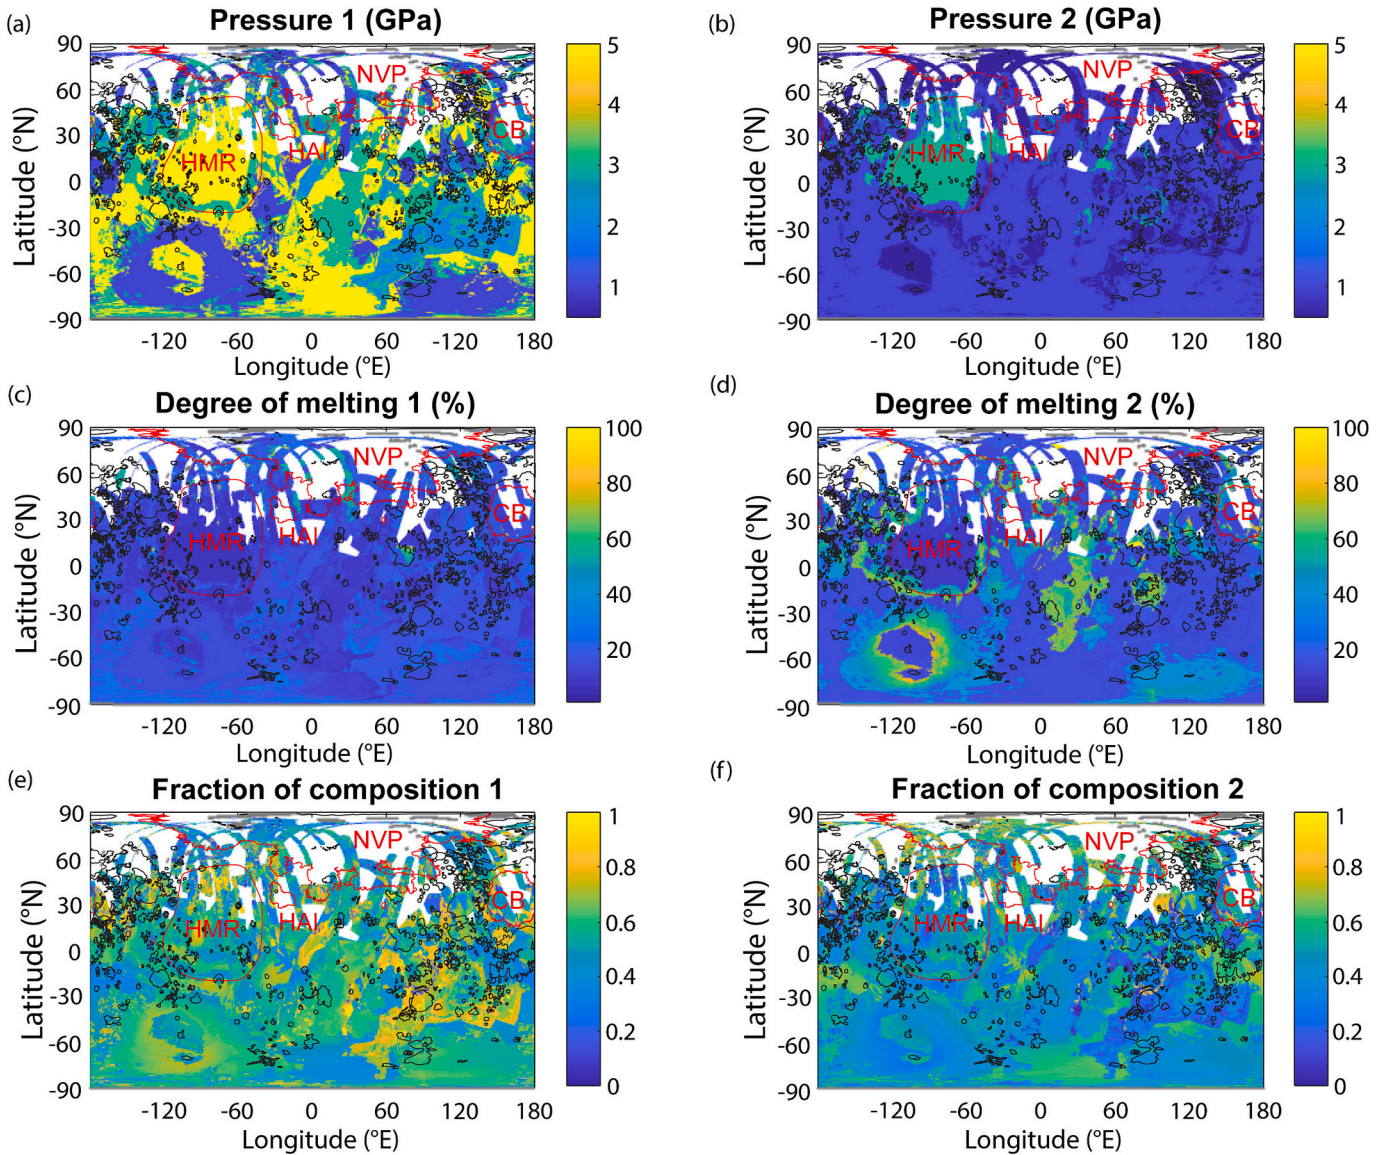 (a) Pressure 1 (GPa)
90
60
30
0
-30
-60
-90
Latitude (°N)
NVP
CB
HMR
HAI
-120 -60 0 60 120 180
Longitude (°E)
5
4
3
2
1
(b) Pressure 2 (GPa)
90
60
30
0
-30
-60
-90
Latitude (°N)
NVP
CB
HMR
HAI
-120 -60 0 60 -120 180
Longitude (°E)
5
4
3
2
1
(c) Degree of melting 1 (%)
90
60
30
0
-30
-60
-90
Latitude (°N)
NVP
CB
HMR
HAI
-120 -60 0 60 120 180
Longitude (°E)
100
80
60
40
20
(d) Degree of melting 2 (%)
90
60
30
0
-30
-60
-90
Latitude (°N)
NVP
CB
HMR
HAI
-120 -60 0 60 120 180
Longitude (°E)
100
80
60
40
20
(e) Fraction of composition 1
90
60
30
0
-30
-60
-90
Latitude (°N)
NVP
CB
HMR
HAI
-120 -60 0 60 120 180
Longitude (°E)
1
0.8
0.6
0.4
0.2
0
(f) Fraction of composition 2
90
60
30
0
-30
-60
-90
Latitude (°N)
NVP
CB
HMR
HAI
-120 -60 0 60 120 180
Longitude (°E)
1
0.8
0.6
0.4
0.2
0